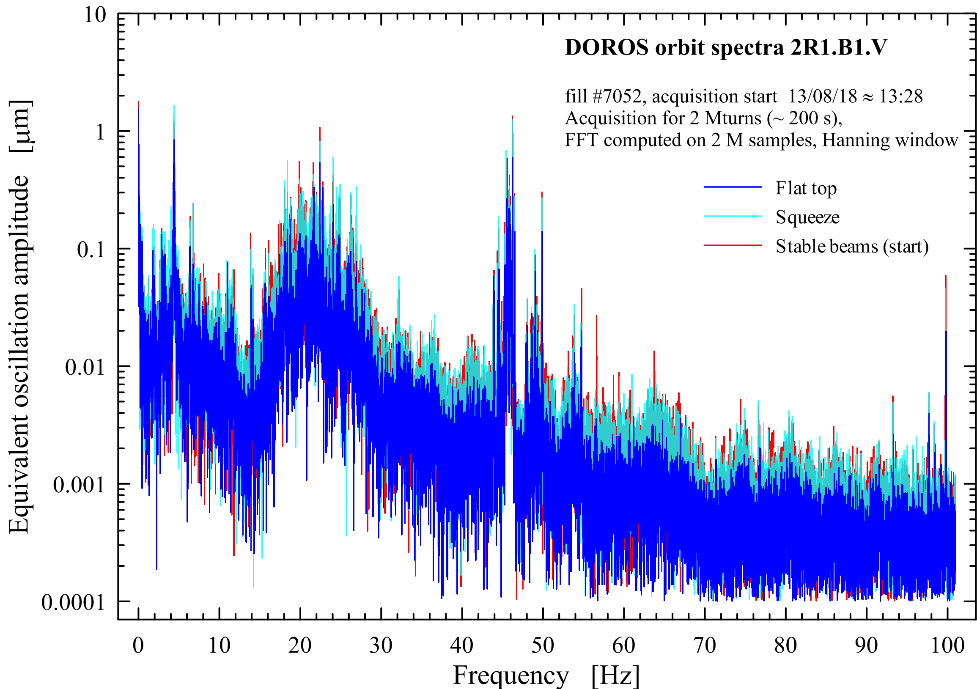 DOROS orbit spectra 2R1.B1.V
fill #7052, acquisition start 13/08/18 ≈ 13:28
Acquisition for 2 Mturns (~ 200 s),
FFT computed on 2 M samples, Hanning window
Flat top
Squeeze
Stable beams (start)
Equivalent oscillation amplitude [μm]
10
1
0.1
0.01
0.001
0.0001
0 10 20 30 40 50 60 70 80 90 100
Frequency [Hz]